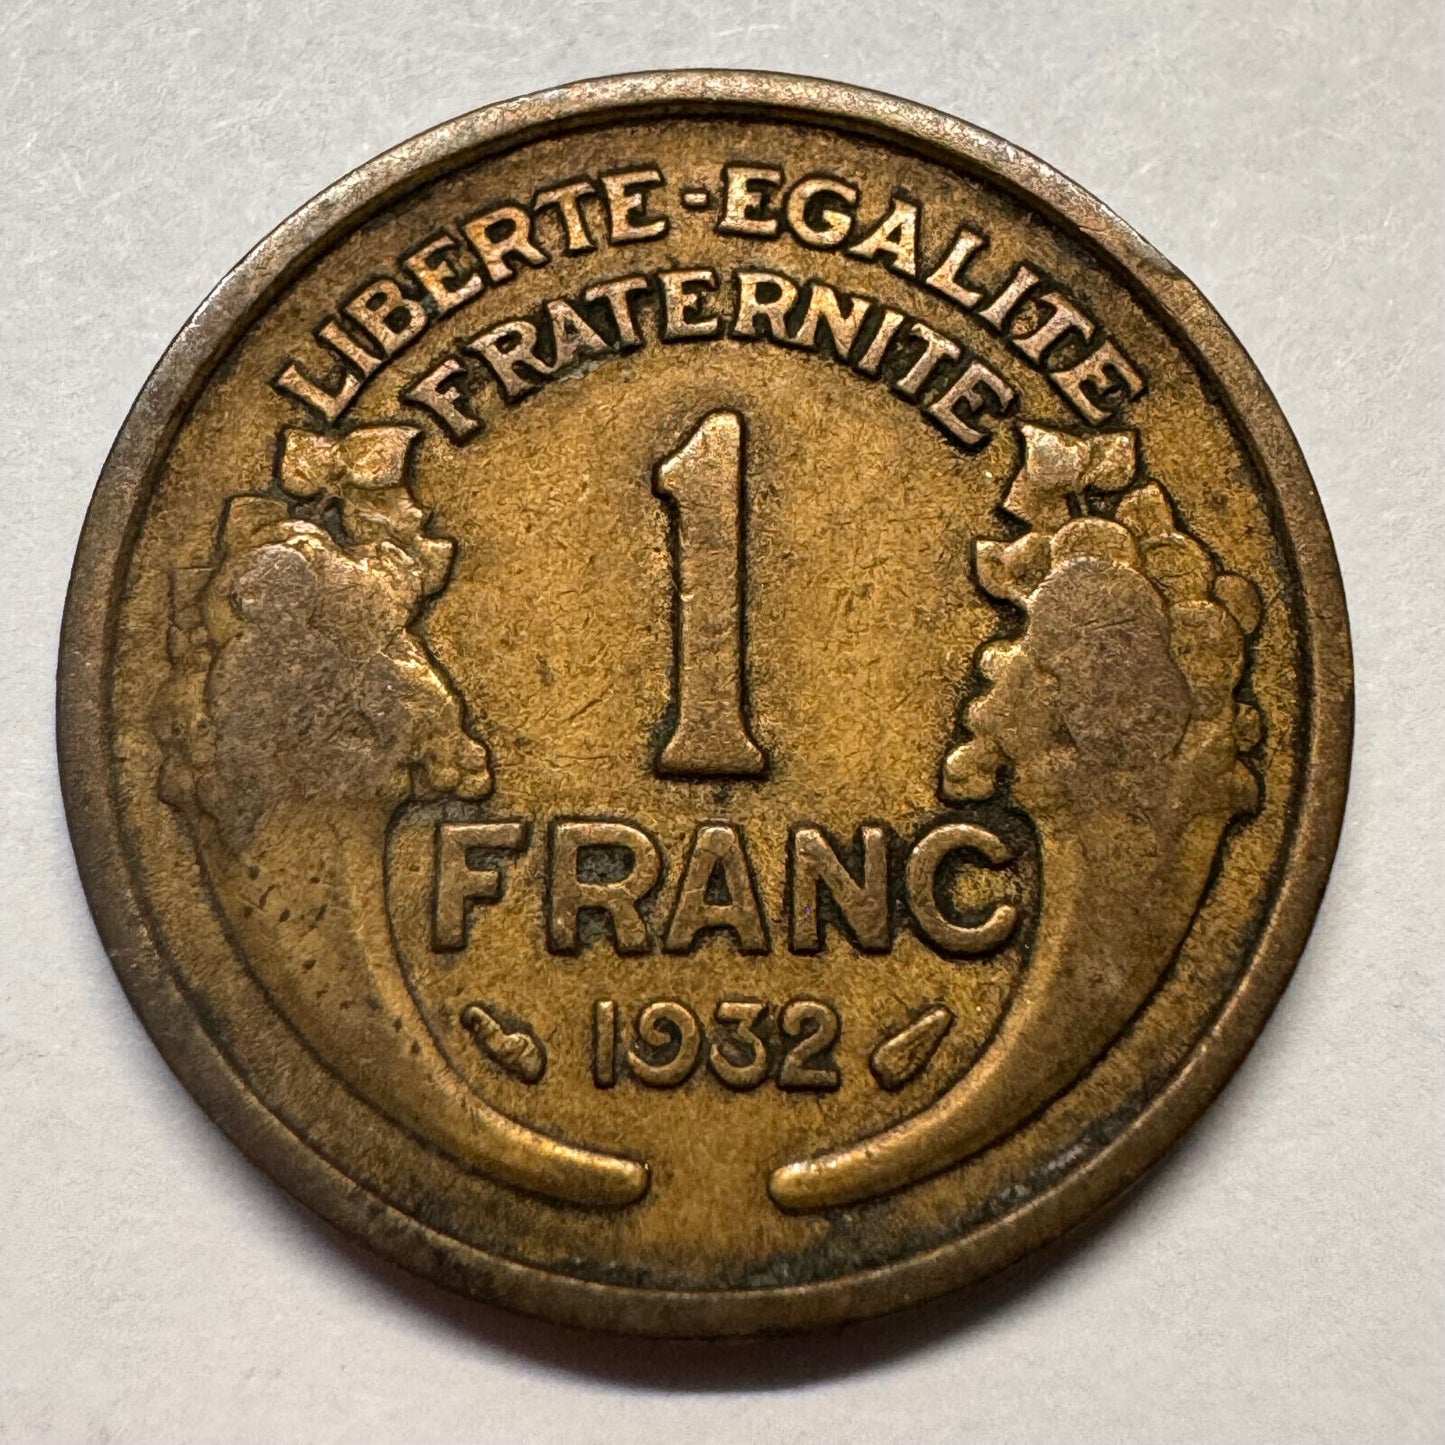 LIBERTE-EGALITE
FRATERNITE
1
FRANC
1932